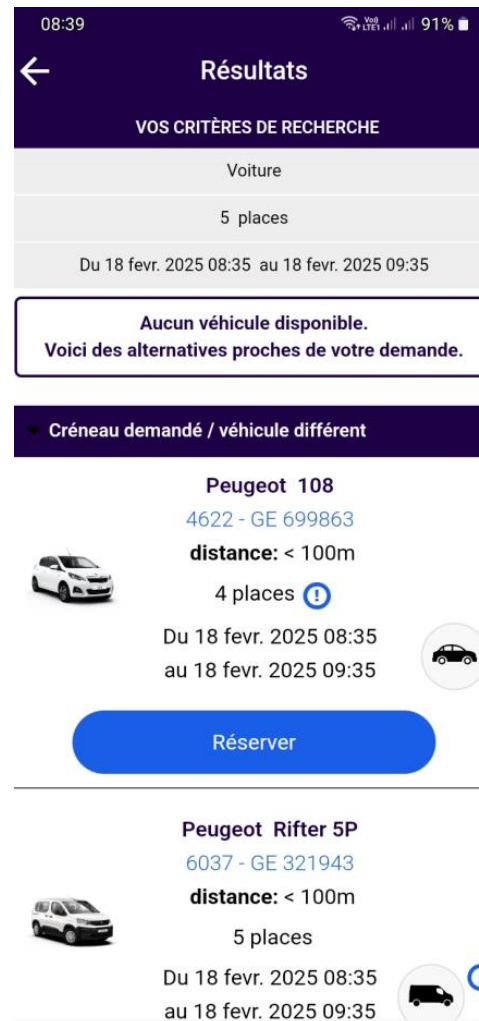 08:39
Vo)) LTE1 91%
Résultats
VOS CRITÈRES DE RECHERCHE
Voiture
5 places
Du 18 fevr. 2025 08:35 au 18 fevr. 2025 09:35
Aucun véhicule disponible.
Voici des alternatives proches de votre demande.
Créneau demandé / véhicule différent
Peugeot 108
4622 - GE 699863
distance: < 100m
4 places
Du 18 fevr. 2025 08:35
au 18 fevr. 2025 09:35
Réserver
Peugeot Rifter 5P
6037 - GE 321943
distance: < 100m
5 places
Du 18 fevr. 2025 08:35
au 18 fevr. 2025 09:35